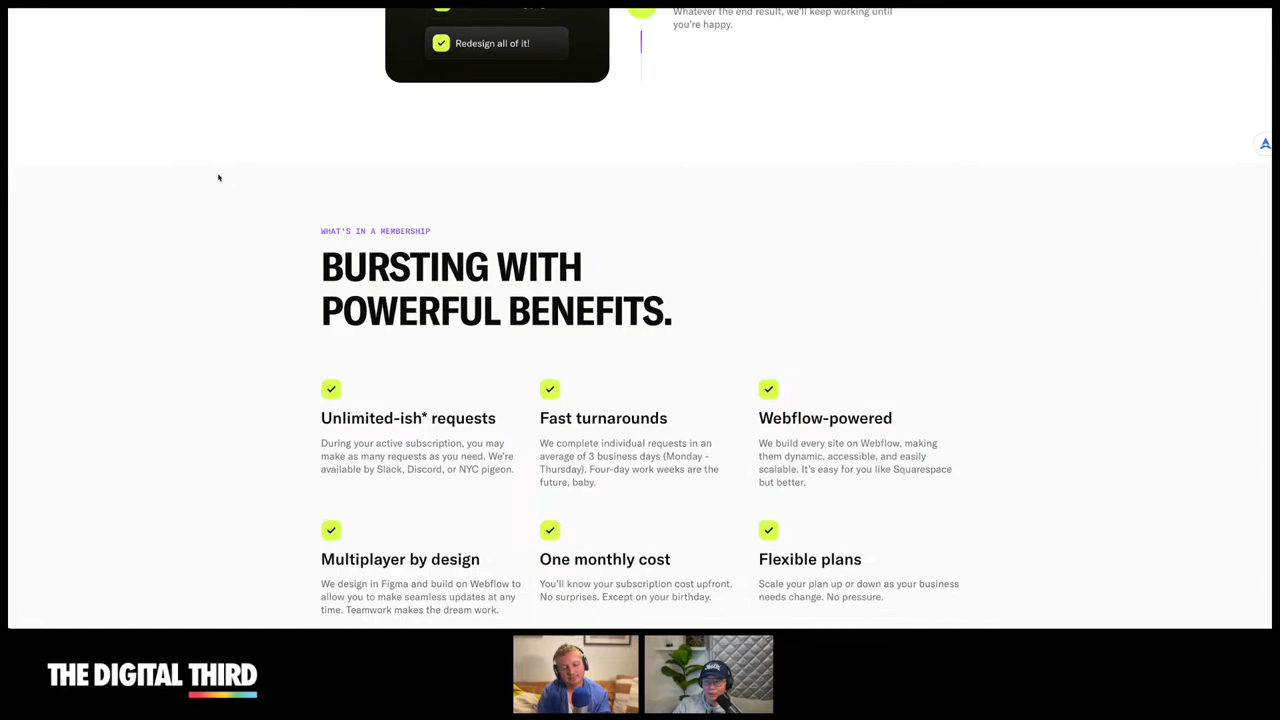 Whatever the end result, we'll keep working until
you're happy.
Redesign all of it!
WHAT'S IN A MEMBERSHIP
BURSTING WITH
POWERFUL BENEFITS.
Unlimited-ish* requests
During your active subscription, you may
make as many requests as you need. We're
available by Slack, Discord, or NYC pigeon.
Fast turnarounds
We complete individual requests in an
average of 3 business days (Monday -
Thursday). Four-day work weeks are the
future, baby.
Webflow-powered
We build every site on Webflow, making
them dynamic, accessible, and easily
scalable. It's easy for you like Squarespace
but better.
Multiplayer by design
We design in Figma and build on Webflow to
allow you to make seamless updates at any
time. Teamwork makes the dream work.
One monthly cost
You'll know your subscription cost upfront.
No surprises. Except on your birthday.
Flexible plans
Scale your plan up or down as your business
needs change. No pressure.
THE DIGITAL THIRD